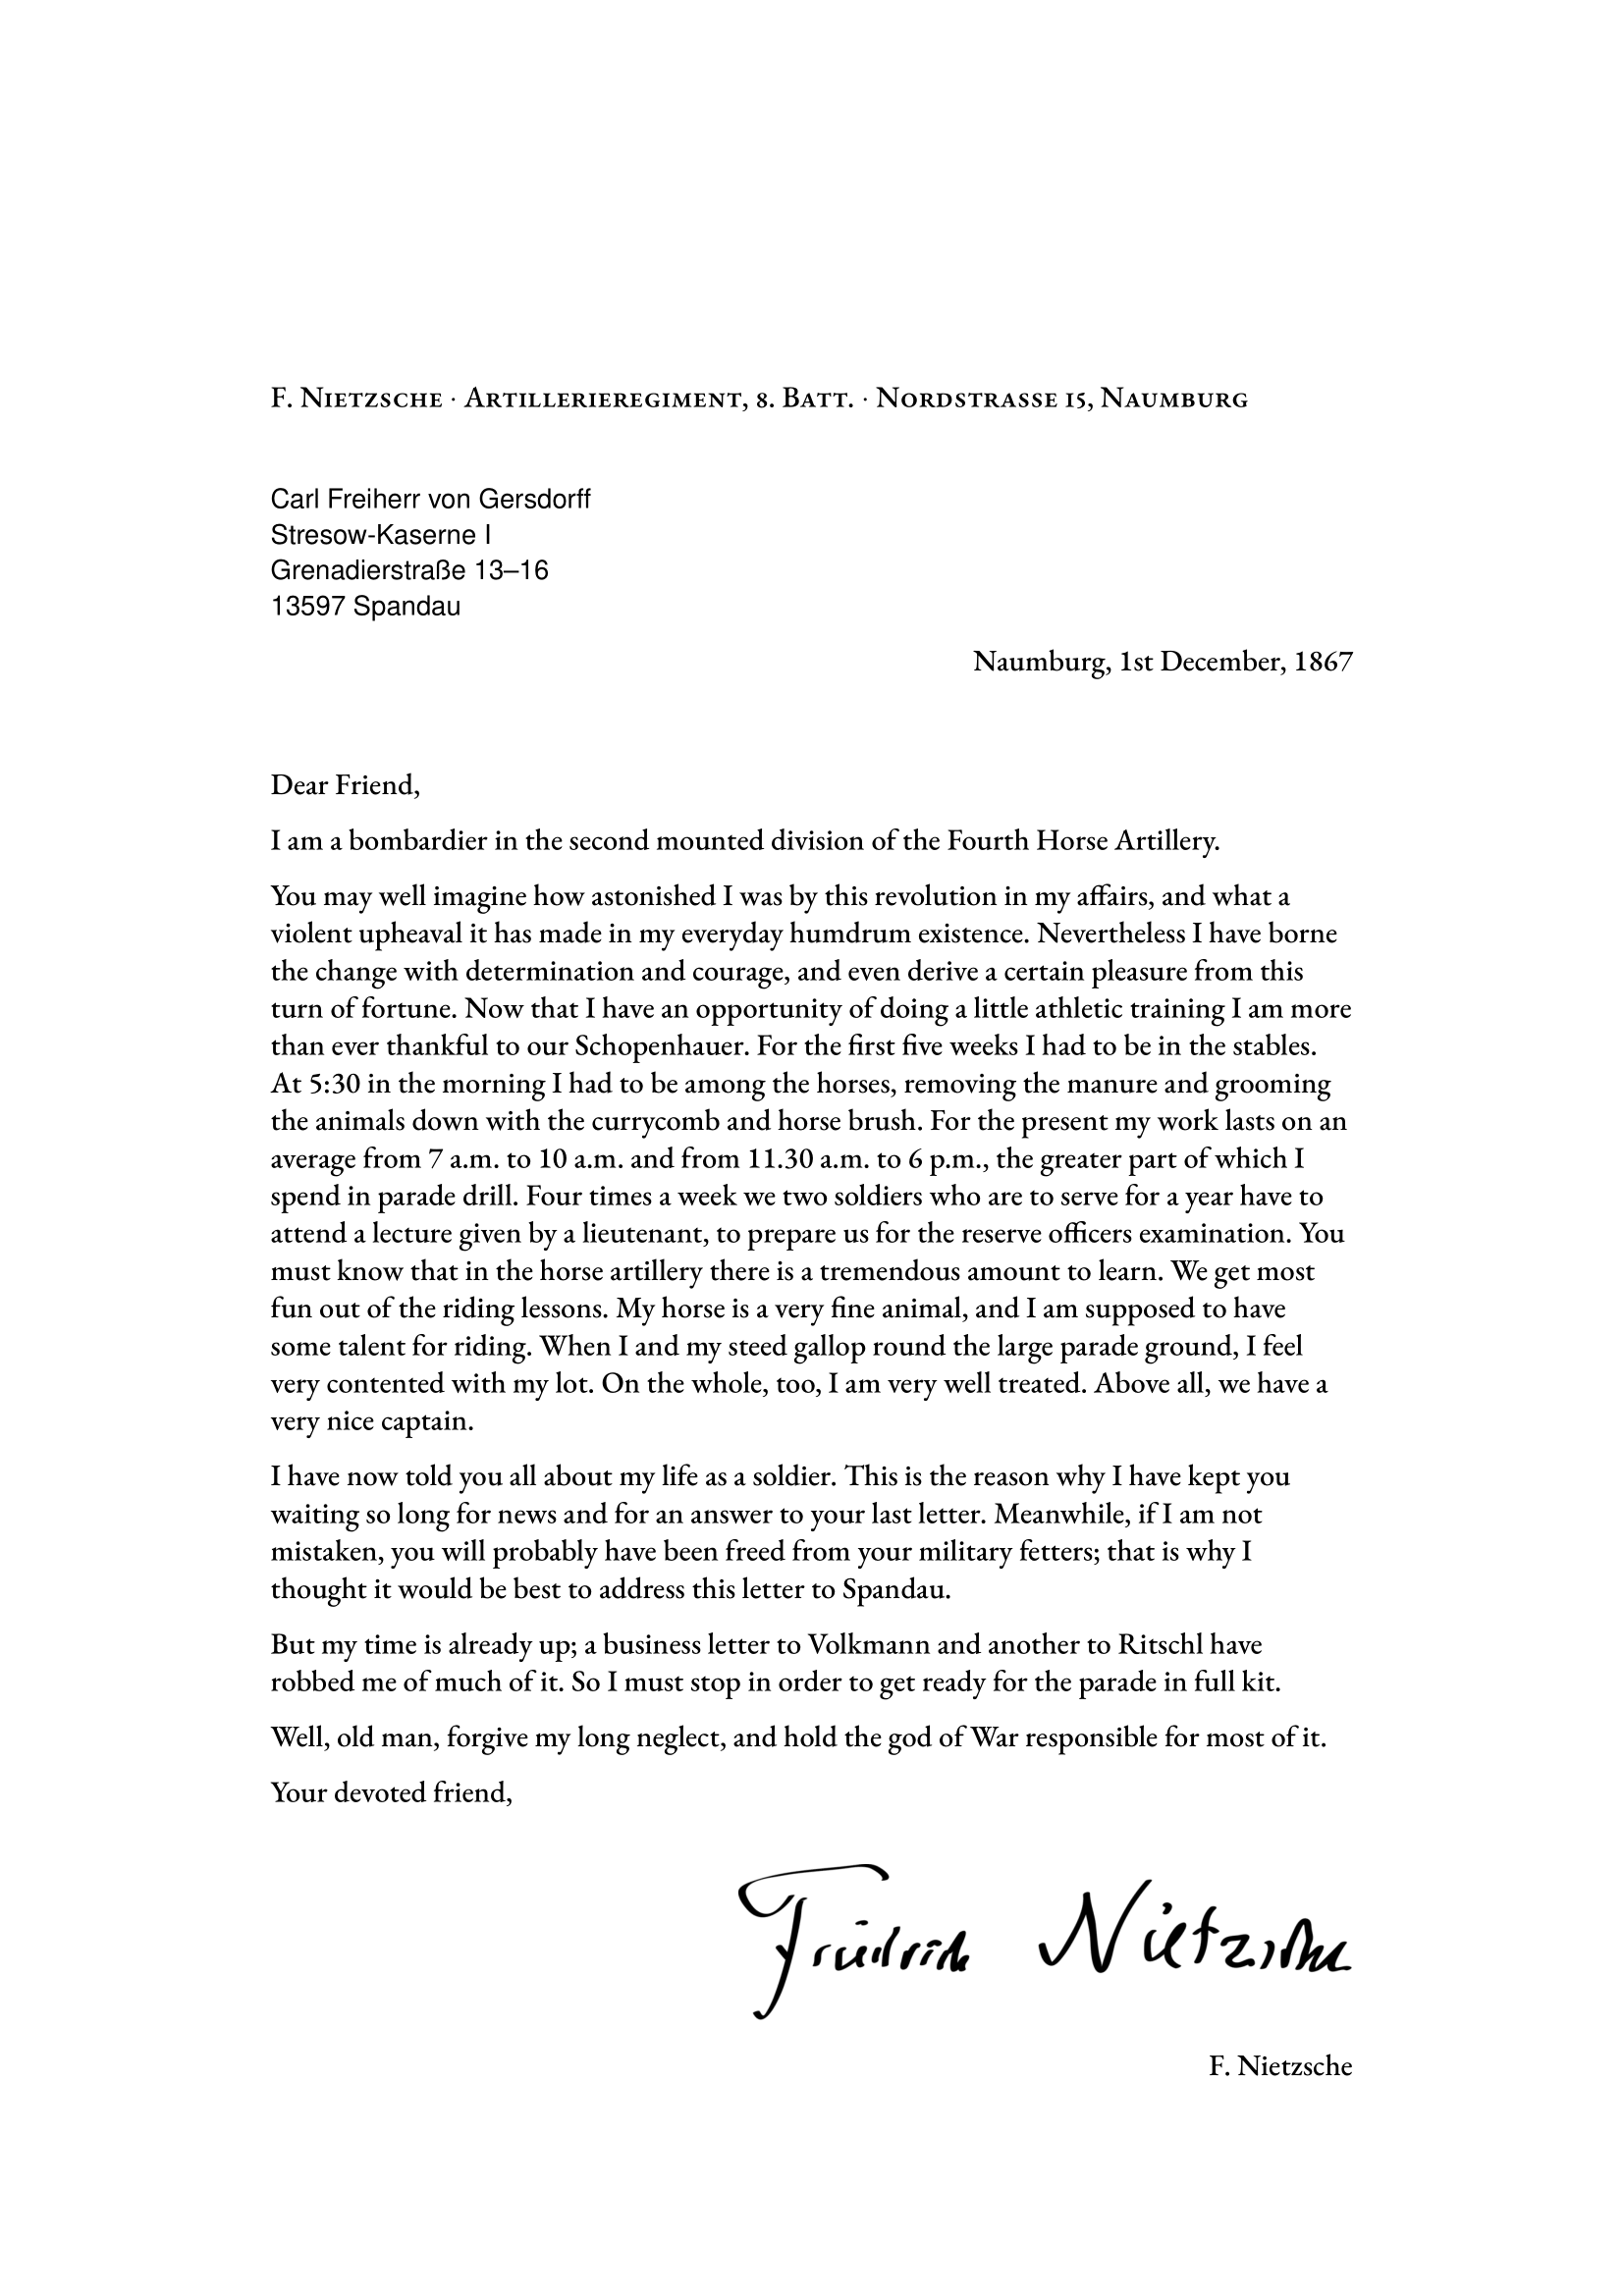 F. Nietzsche · Artillerieregiment, 8. Batt. · Nordstrasse 15, Naumburg
Carl Freiherr von Gersdorff
Stresow-Kaserne I
Grenadierstraße 13–16
13597 Spandau
Naumburg, 1st December, 1867
Dear Friend,
I am a bombardier in the second mounted division of the Fourth Horse Artillery.
You may well imagine how astonished I was by this revolution in my affairs, and what a
violent upheaval it has made in my everyday humdrum existence. Nevertheless I have borne
the change with determination and courage, and even derive a certain pleasure from this
turn of fortune. Now that I have an opportunity of doing a little athletic training I am more
than ever thankful to our Schopenhauer. For the first five weeks I had to be in the stables.
At 5:30 in the morning I had to be among the horses, removing the manure and grooming
the animals down with the currycomb and horse brush. For the present my work lasts on an
average from 7 a.m. to 10 a.m. and from 11.30 a.m. to 6 p.m., the greater part of which I
spend in parade drill. Four times a week we two soldiers who are to serve for a year have to
attend a lecture given by a lieutenant, to prepare us for the reserve officers examination. You
must know that in the horse artillery there is a tremendous amount to learn. We get most
fun out of the riding lessons. My horse is a very fine animal, and I am supposed to have
some talent for riding. When I and my steed gallop round the large parade ground, I feel
very contented with my lot. On the whole, too, I am very well treated. Above all, we have a
very nice captain.
I have now told you all about my life as a soldier. This is the reason why I have kept you
waiting so long for news and for an answer to your last letter. Meanwhile, if I am not
mistaken, you will probably have been freed from your military fetters; that is why I
thought it would be best to address this letter to Spandau.
But my time is already up; a business letter to Volkmann and another to Ritschl have
robbed me of much of it. So I must stop in order to get ready for the parade in full kit.
Well, old man, forgive my long neglect, and hold the god of War responsible for most of it.
Your devoted friend,
Friedrich Nietzsche
F. Nietzsche